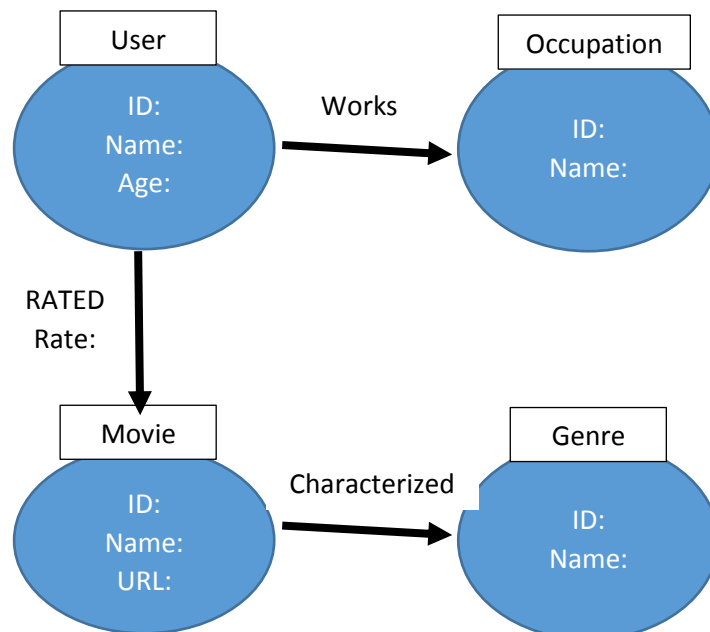 User
ID:
Name:
Age:
Works
Occupation
ID:
Name:
RATED
Rate:
Movie
ID:
Name:
URL:
Characterized
Genre
ID:
Name: